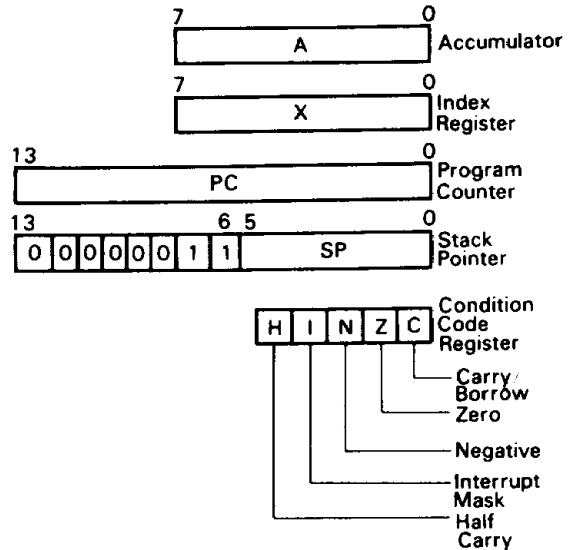 7 0
A Accumulator
7 0
X Index
Register
13 0
PC Program
Counter
13 6 5 0
0 0 0 0 0 0 1 1 SP Stack
Pointer
H I N Z C Condition
Code
Register
Carry/
Borrow
Zero
Negative
Interrupt
Mask
Half
Carry